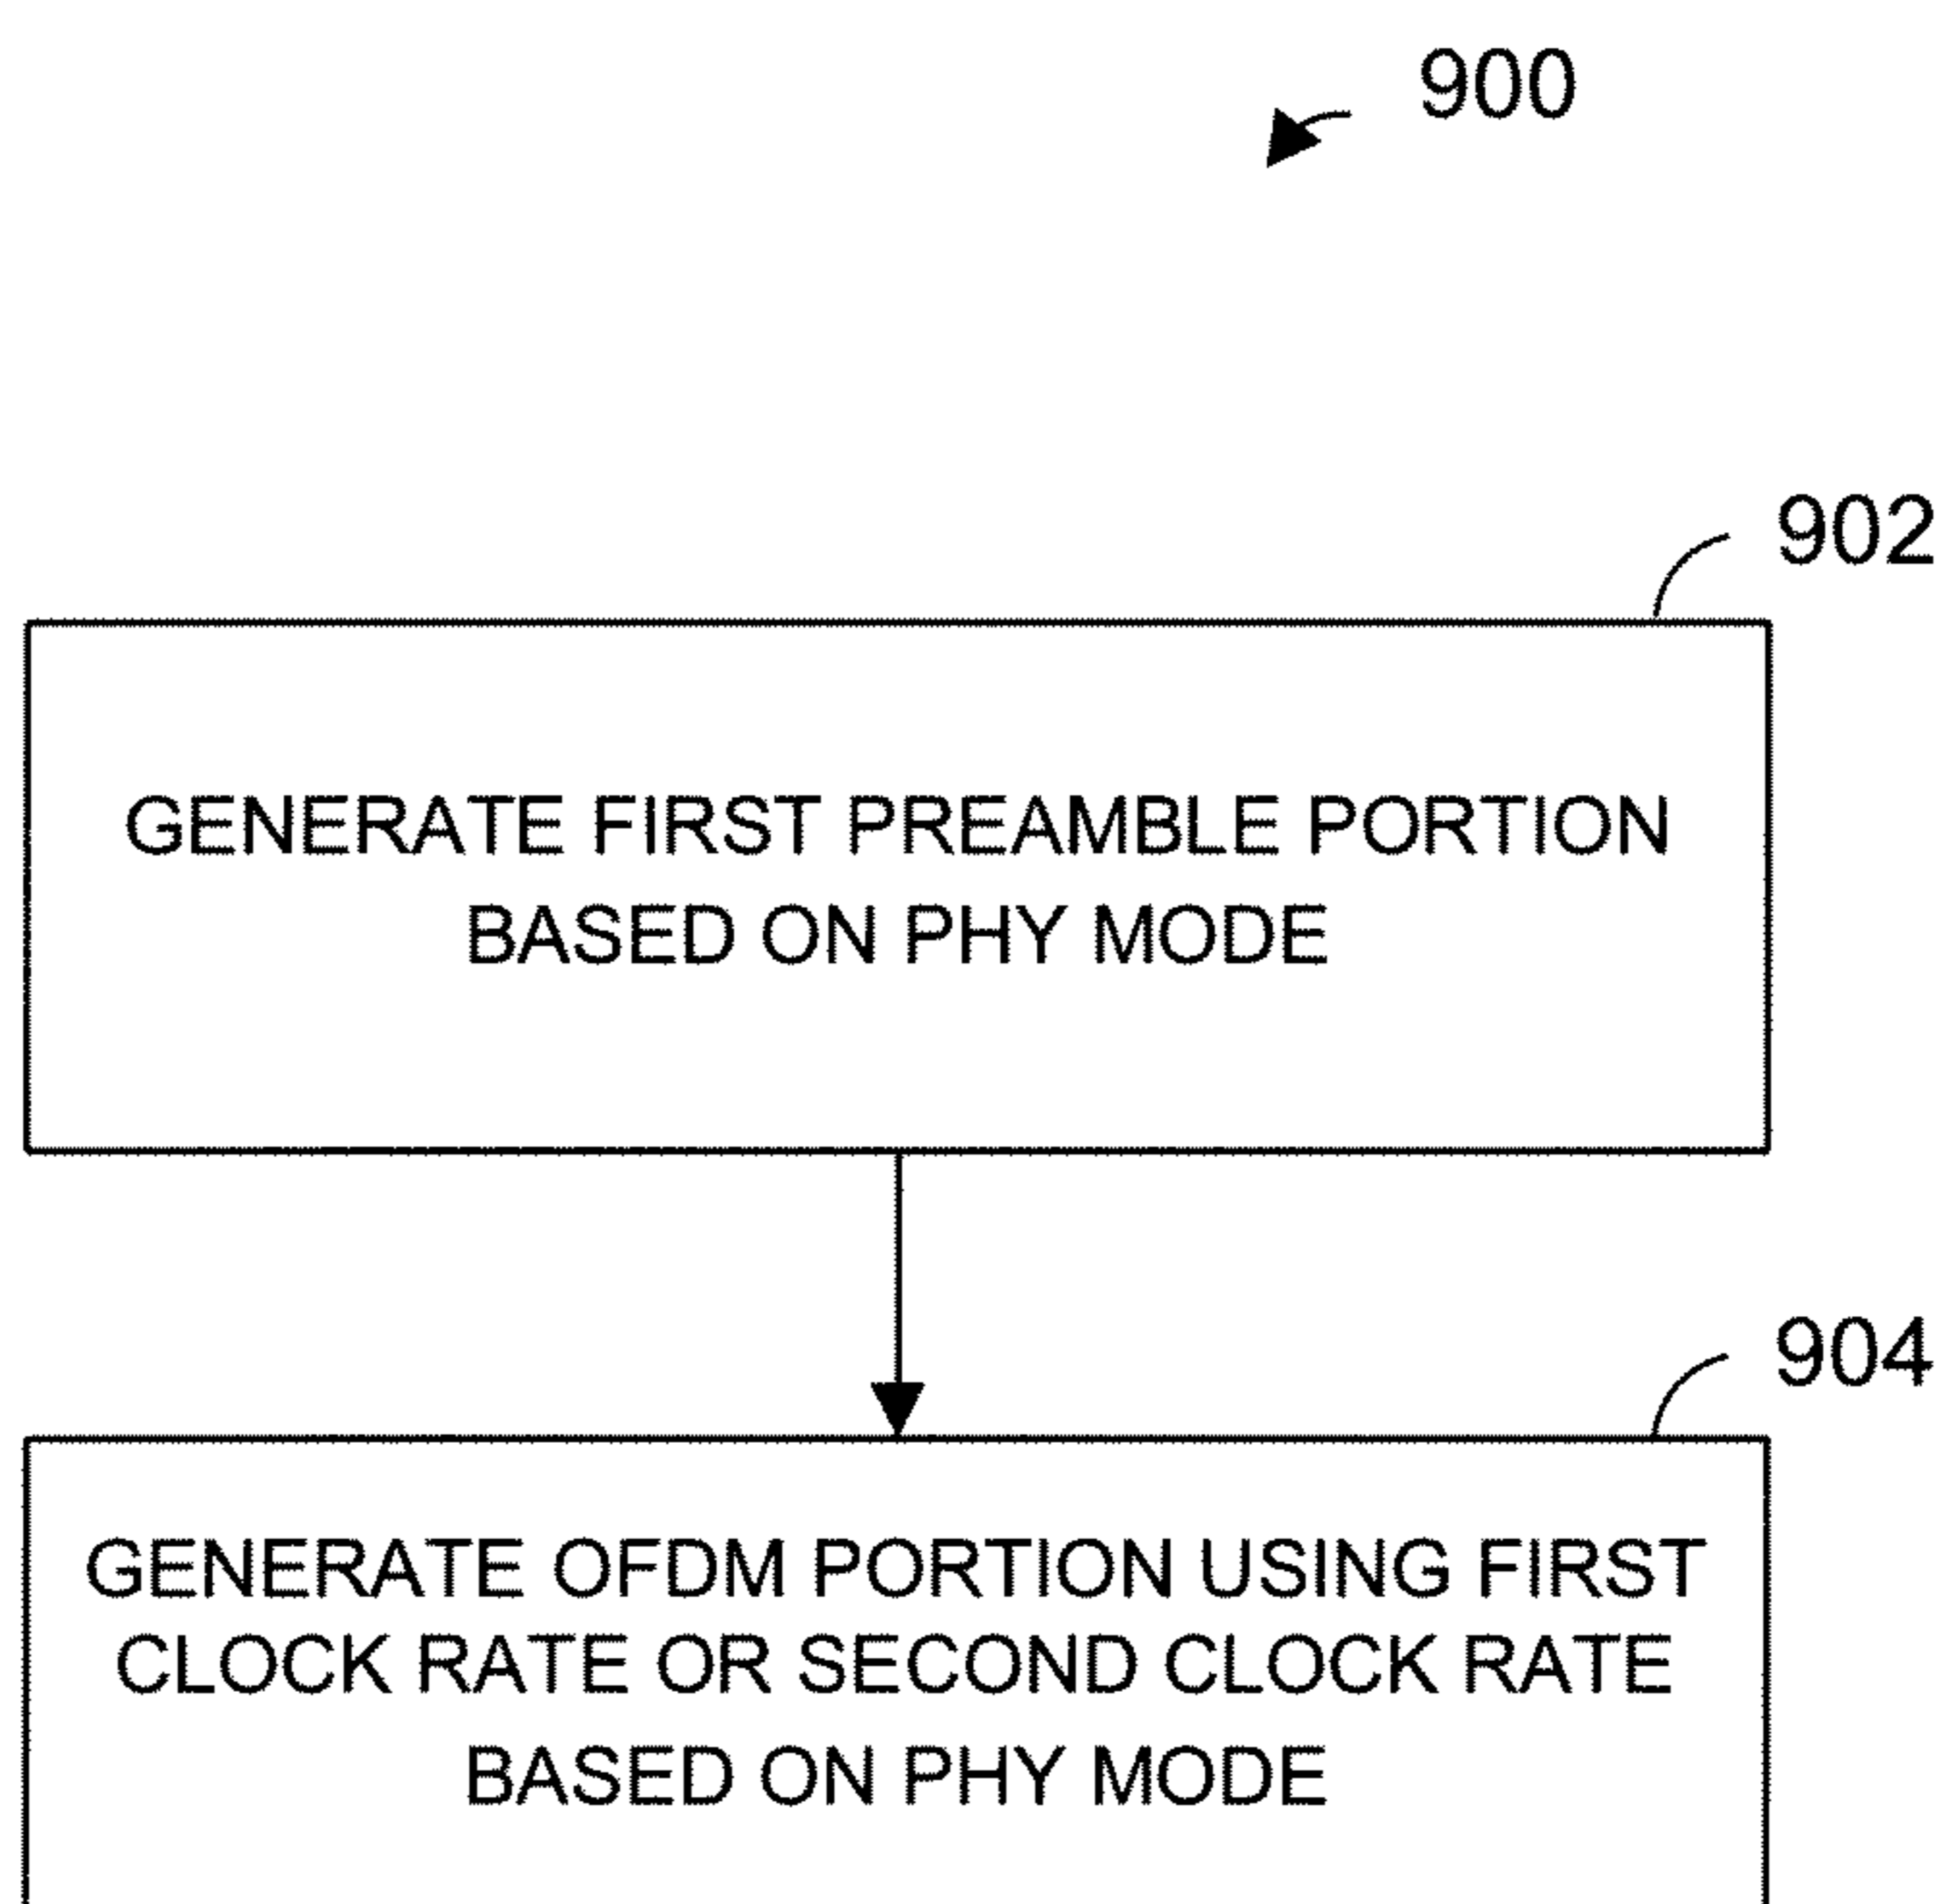 900
902
GENERATE FIRST PREAMBLE PORTION
BASED ON PHY MODE
904
GENERATE OFDM PORTION USING FIRST
CLOCK RATE OR SECOND CLOCK RATE
BASED ON PHY MODE